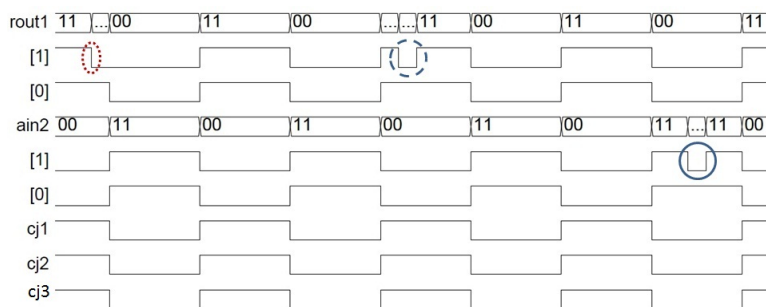 rout1 11 ... 00 11 00 ... ... 11 00 11 00 11
[1]
[0]
ain2 00 11 00 11 00 11 00 11 ... 11 00
[1]
[0]
cj1
cj2
cj3